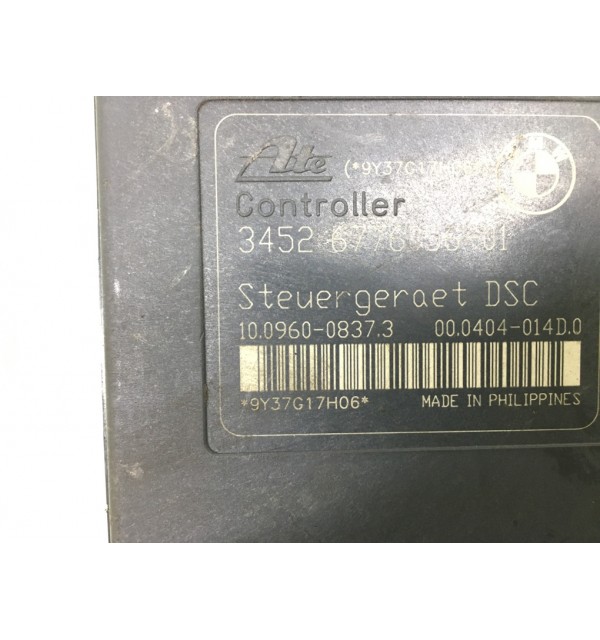 Ate
Controller
3452
Steuergeraet DSC
10.0960-0837.3 00.0404-014D.0
*9Y37G17H06* MADE IN PHILIPPINES